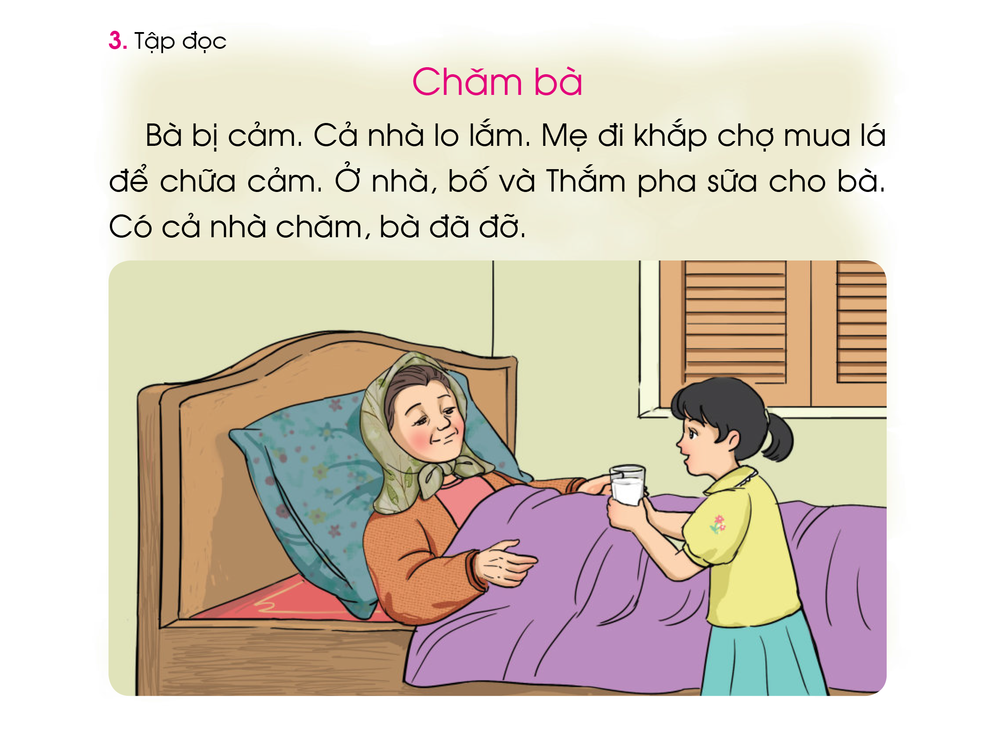 3. Tập đọc
Chăm bà
Bà bị cảm. Cả nhà lo lắm. Mẹ đi khắp chợ mua lá
để chữa cảm. Ở nhà, bố và Thắm pha sữa cho bà.
Có cả nhà chăm, bà đã đỡ.